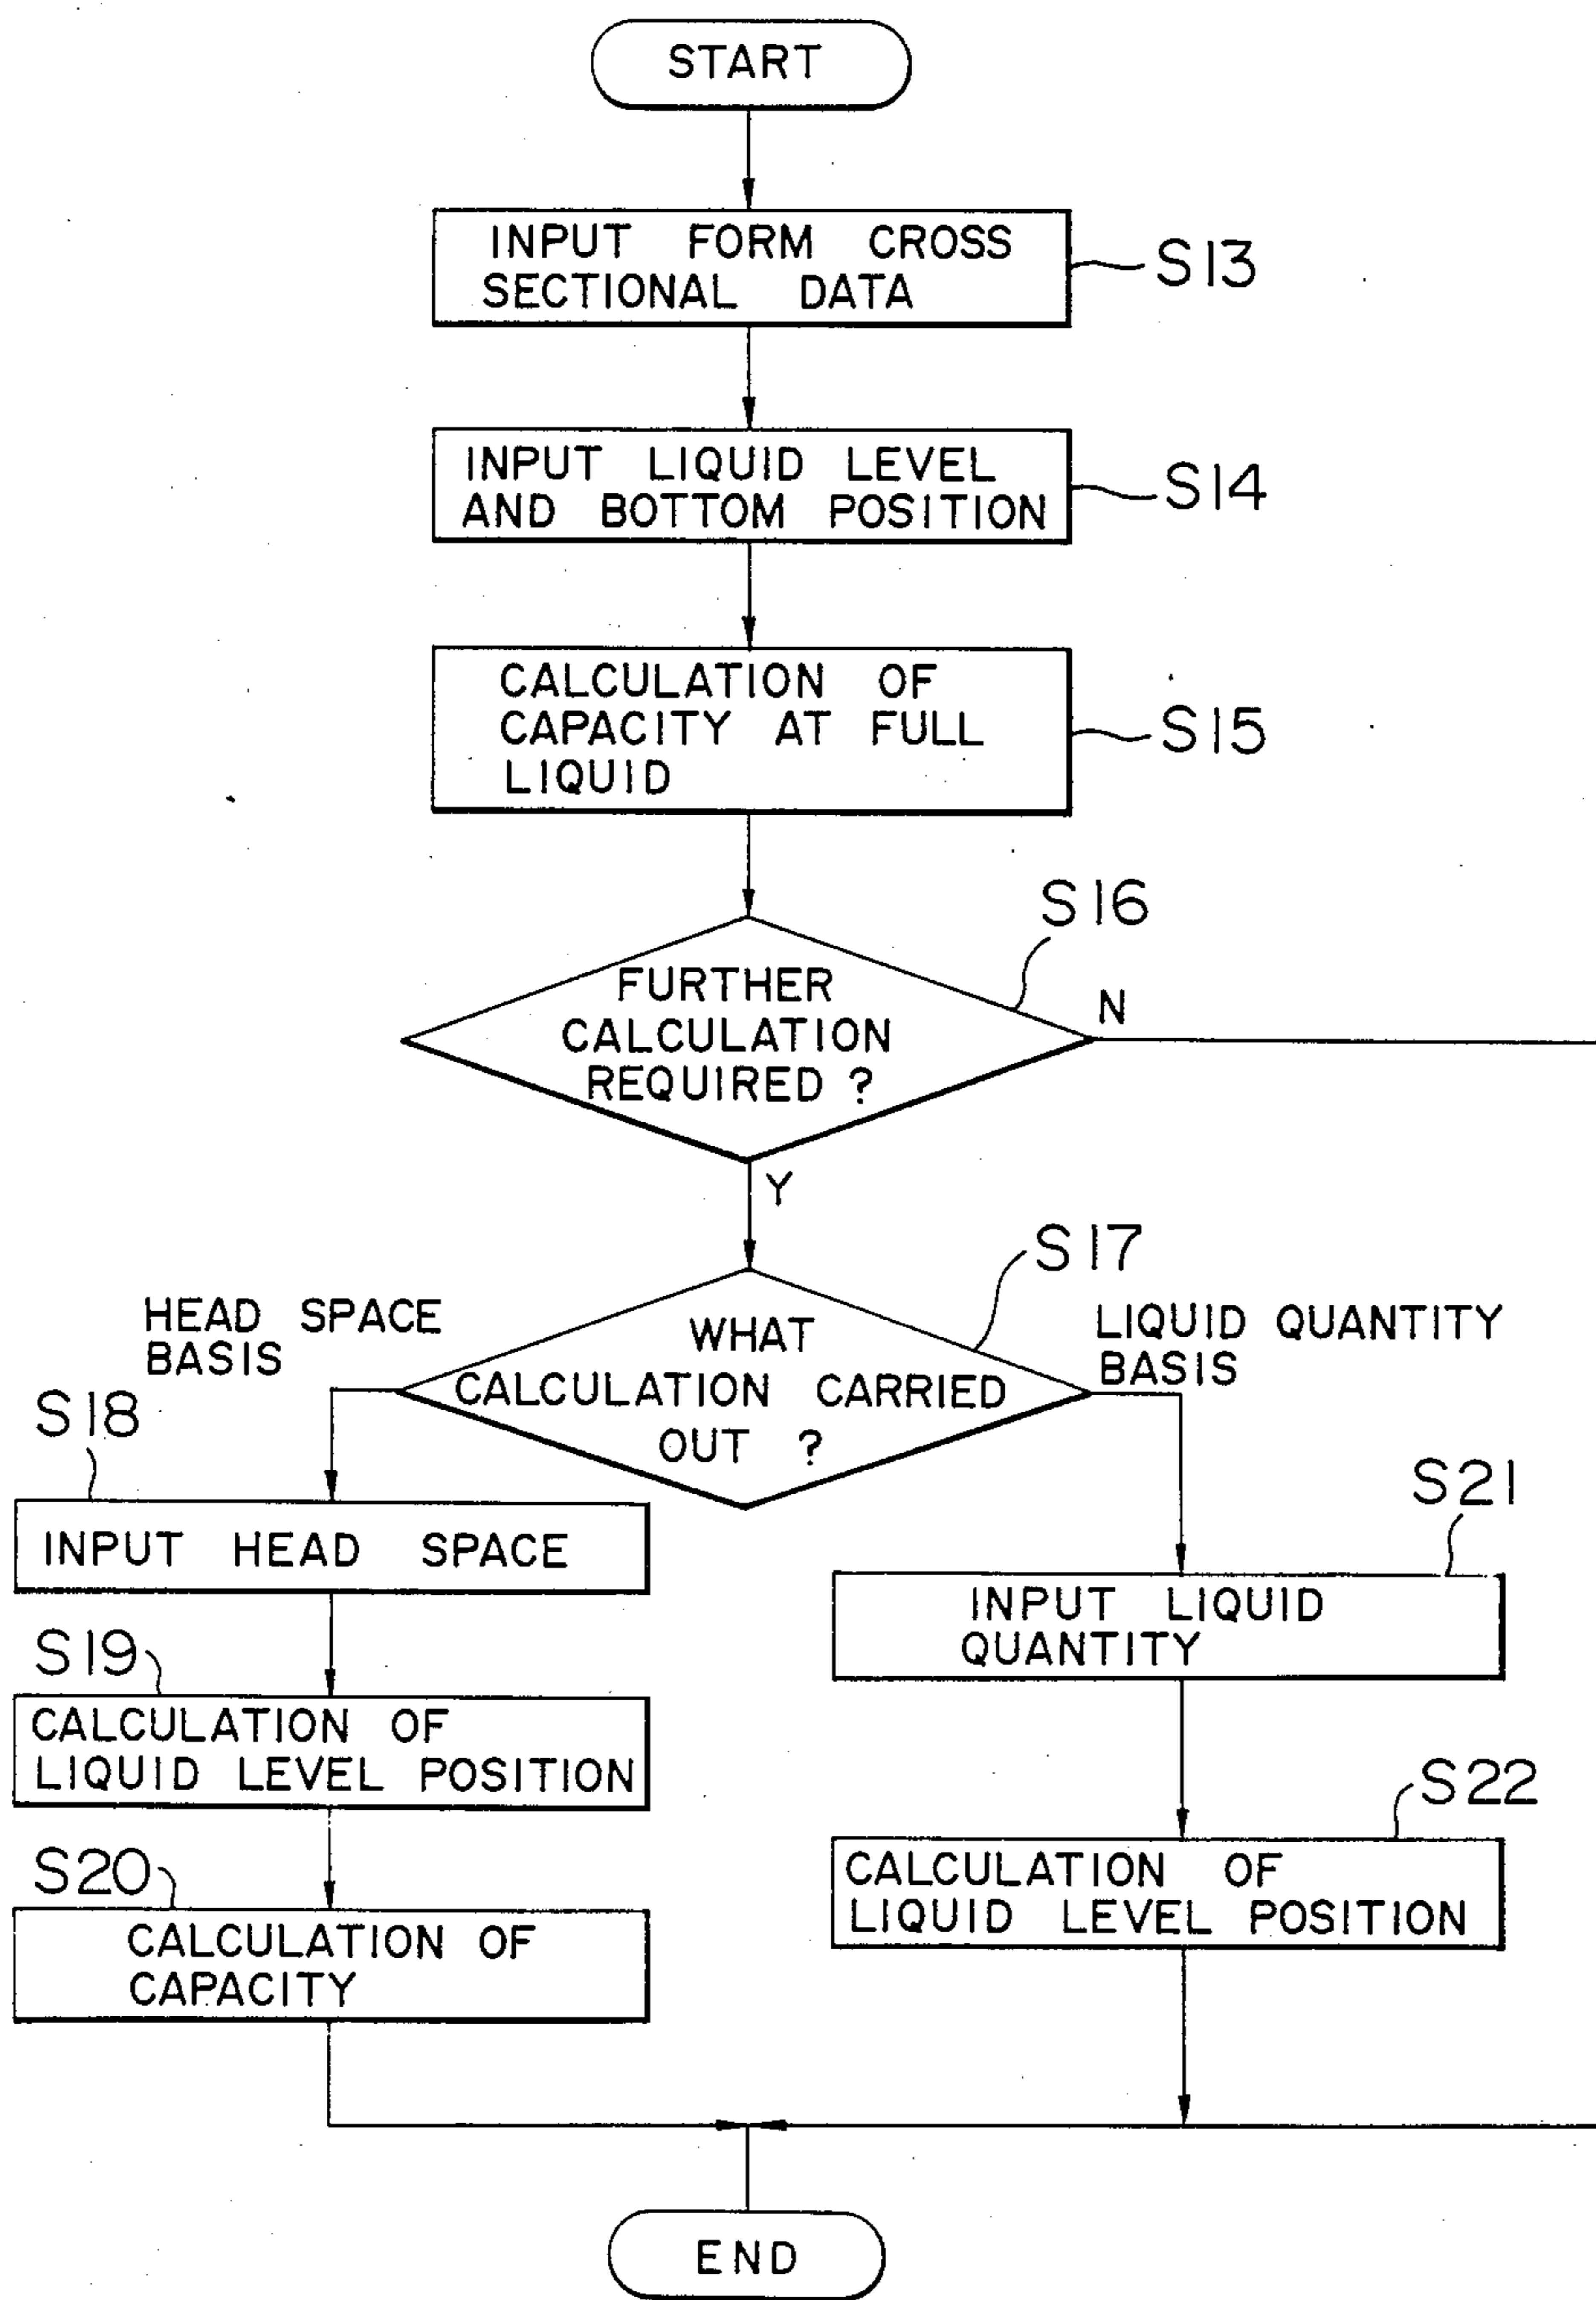 START
INPUT FORM CROSS
SECTIONAL DATA
S13
INPUT LIQUID LEVEL
AND BOTTOM POSITION
S14
CALCULATION OF
CAPACITY AT FULL
LIQUID
S15
S16
FURTHER
CALCULATION
REQUIRED ?
N
Y
S17
HEAD SPACE
BASIS
WHAT
CALCULATION CARRIED
OUT ?
LIQUID QUANTITY
BASIS
S18
INPUT HEAD SPACE
S19
CALCULATION OF
LIQUID LEVEL POSITION
S20
CALCULATION OF
CAPACITY
S21
INPUT LIQUID
QUANTITY
S22
CALCULATION OF
LIQUID LEVEL POSITION
END